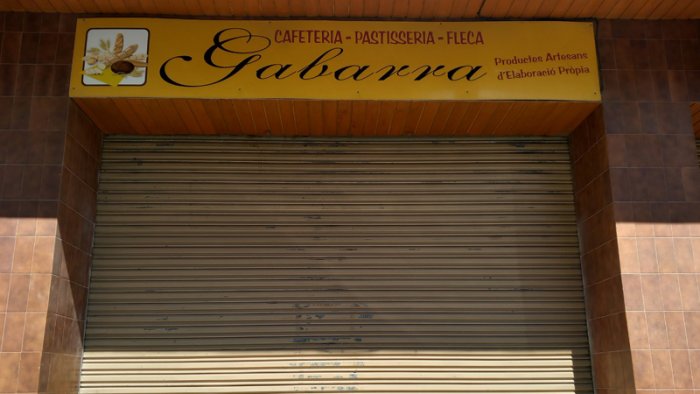 CAFETERIA - PASTISSERIA - FLECA
Gabarra
Productes Artesans
d'Elaboració Pròpia